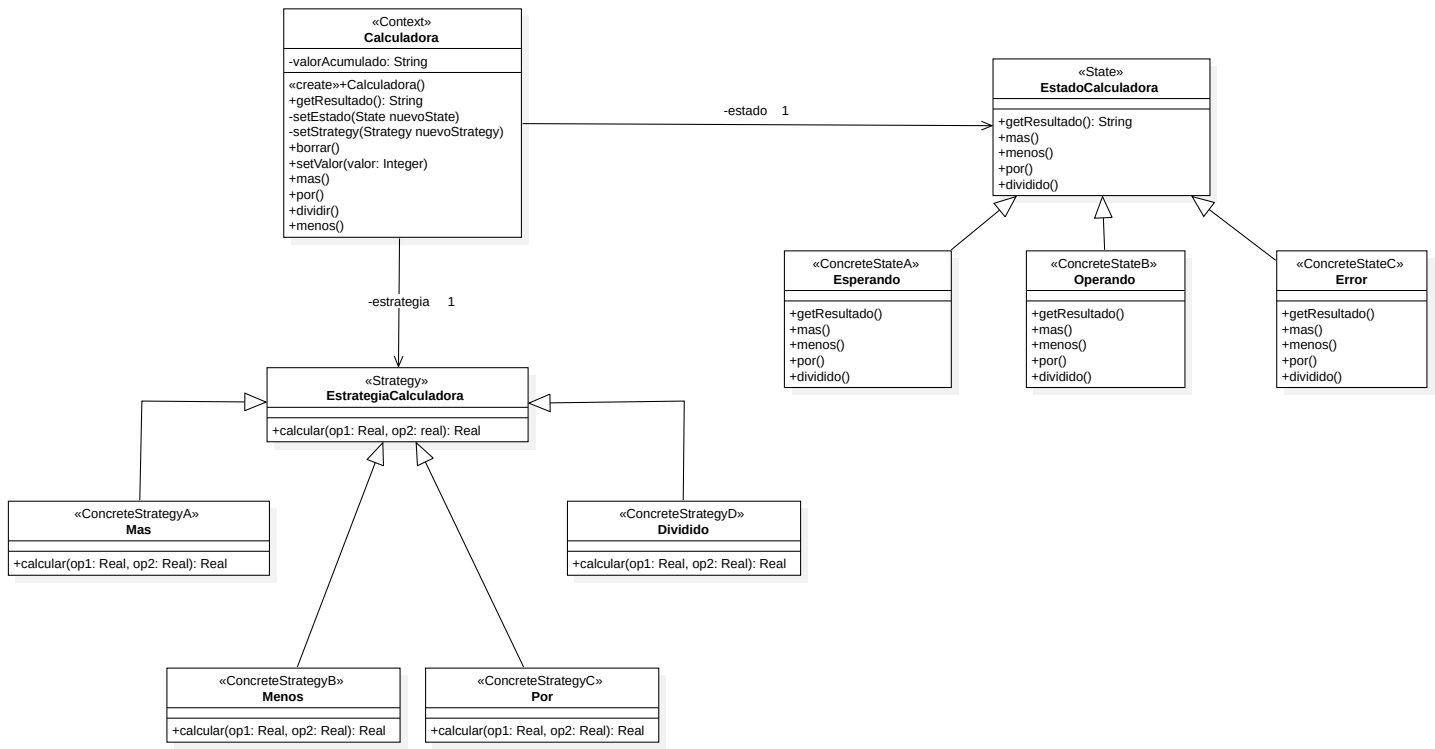 «Context»
Calculadora
-valorAcumulado: String
«create»+Calculadora()
+getResultado(): String
-setEstado(State nuevoState)
-setStrategy(Strategy nuevoStrategy)
+borrar()
+setValor(valor: Integer)
+mas()
+por()
+dividir()
+menos()
-estado 1
«State»
EstadoCalculadora
+getResultado(): String
+mas()
+menos()
+por()
+dividido()
«ConcreteStateA»
Esperando
+getResultado()
+mas()
+menos()
+por()
+dividido()
«ConcreteStateB»
Operando
+getResultado()
+mas()
+menos()
+por()
+dividido()
«ConcreteStateC»
Error
+getResultado()
+mas()
+menos()
+por()
+dividido()
-estrategia 1
«Strategy»
EstrategiaCalculadora
+calcular(op1: Real, op2: real): Real
«ConcreteStrategyA»
Mas
+calcular(op1: Real, op2: Real): Real
«ConcreteStrategyD»
Dividido
+calcular(op1: Real, op2: Real): Real
«ConcreteStrategyB»
Menos
+calcular(op1: Real, op2: Real): Real
«ConcreteStrategyC»
Por
+calcular(op1: Real, op2: Real): Real